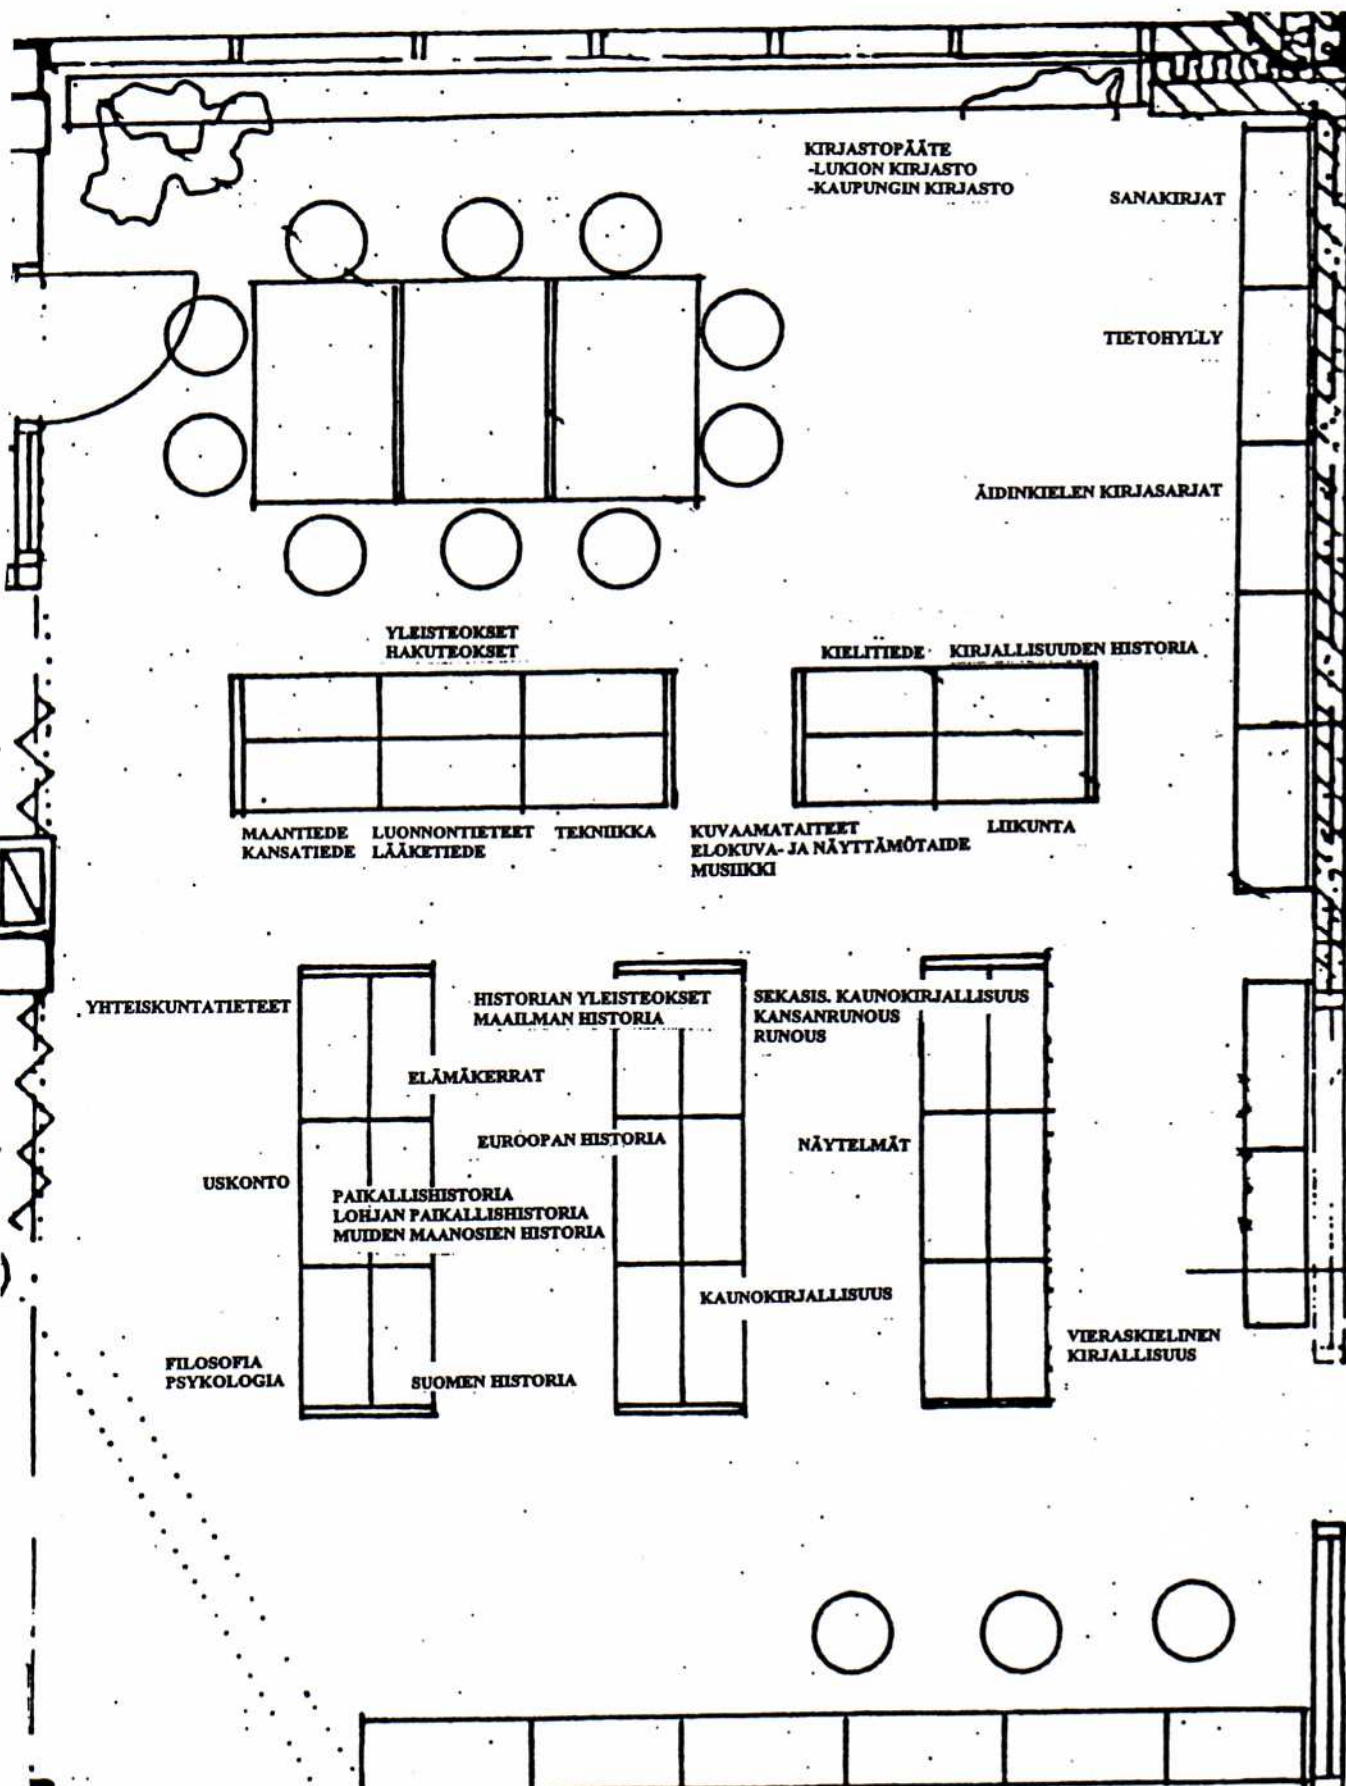 KIRJASTOPÄÄTE
-LUKION KIRJASTO
-KAUPUNGIN KIRJASTO
SANAKIRJAT
TIETOHYLLY
ÄIDINKIELEN KIRJASARJAT
YLEISTEOKSET
HAKUTEOKSET
KIELITIEDE
KIRJALLISUUDEN HISTORIA
MAANTIEDE
KANSATIEDE
LUONNONTIETEET
LÄÄKETIEDE
TEKNIIKKA
KUVAAMATAITEET
ELOKUVA- JA NÄYTTÄMÖTAIDE
MUSIIKKI
LIIKUNTA
YHTEISKUNTATIETEET
HISTORIAN YLEISTEOKSET
MAAILMAN HISTORIA
SEKASIS. KAUNOKIRJALLISUUS
KANSANRUNOUS
RUNOUS
ELÄMÄKERRAT
EUROOPAN HISTORIA
NÄYTELMÄT
USKONTO
PAIKALLISHISTORIA
LOHJAN PAIKALLISHISTORIA
MUIDEN MAANOSIEN HISTORIA
KAUNOKIRJALLISUUS
VIERASKIELINEN
KIRJALLISUUS
FILOSOFIA
PSYKOLOGIA
SUOMEN HISTORIA